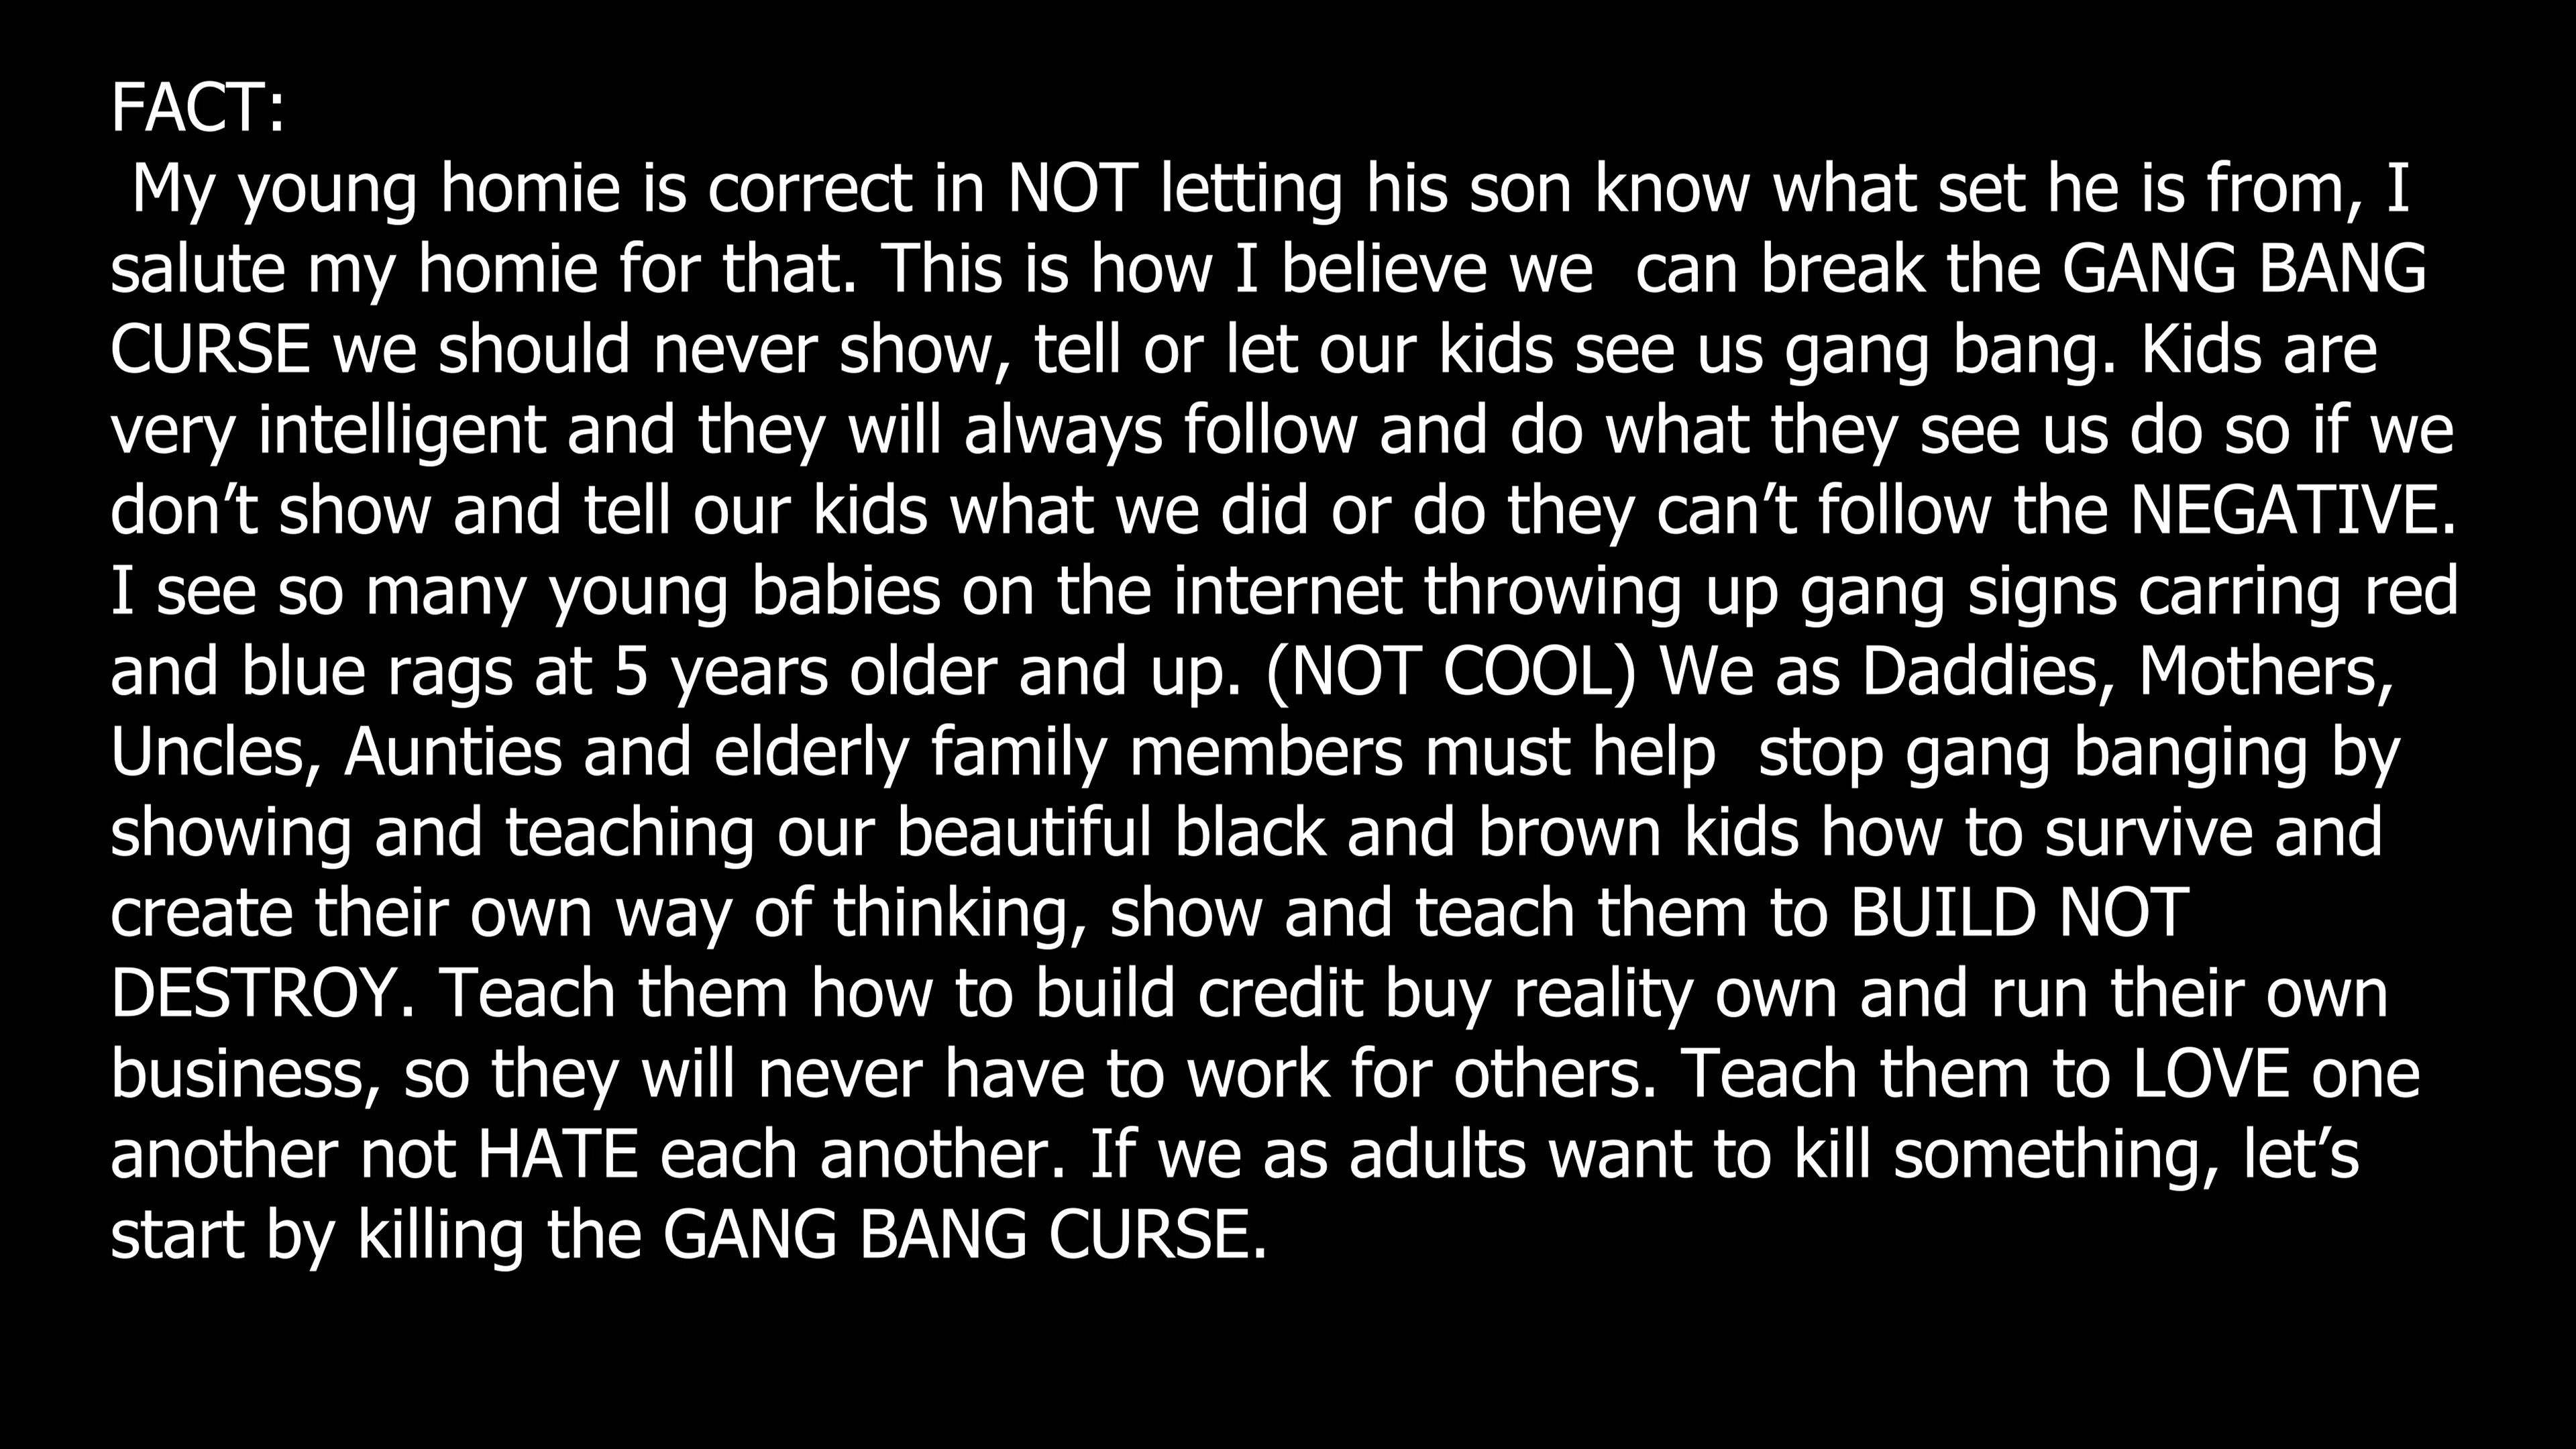 FACT:
My young homie is correct in NOT letting his son know what set he is from, I
salute my homie for that. This is how I believe we  can break the GANG BANG
CURSE we should never show, tell or let our kids see us gang bang. Kids are
very intelligent and they will always follow and do what they see us do so if we
don’t show and tell our kids what we did or do they can’t follow the NEGATIVE.
I see so many young babies on the internet throwing up gang signs carring red
and blue rags at 5 years older and up. (NOT COOL) We as Daddies, Mothers,
Uncles, Aunties and elderly family members must help  stop gang banging by
showing and teaching our beautiful black and brown kids how to survive and
create their own way of thinking, show and teach them to BUILD NOT
DESTROY. Teach them how to build credit buy reality own and run their own
business, so they will never have to work for others. Teach them to LOVE one
another not HATE each another. If we as adults want to kill something, let’s
start by killing the GANG BANG CURSE.